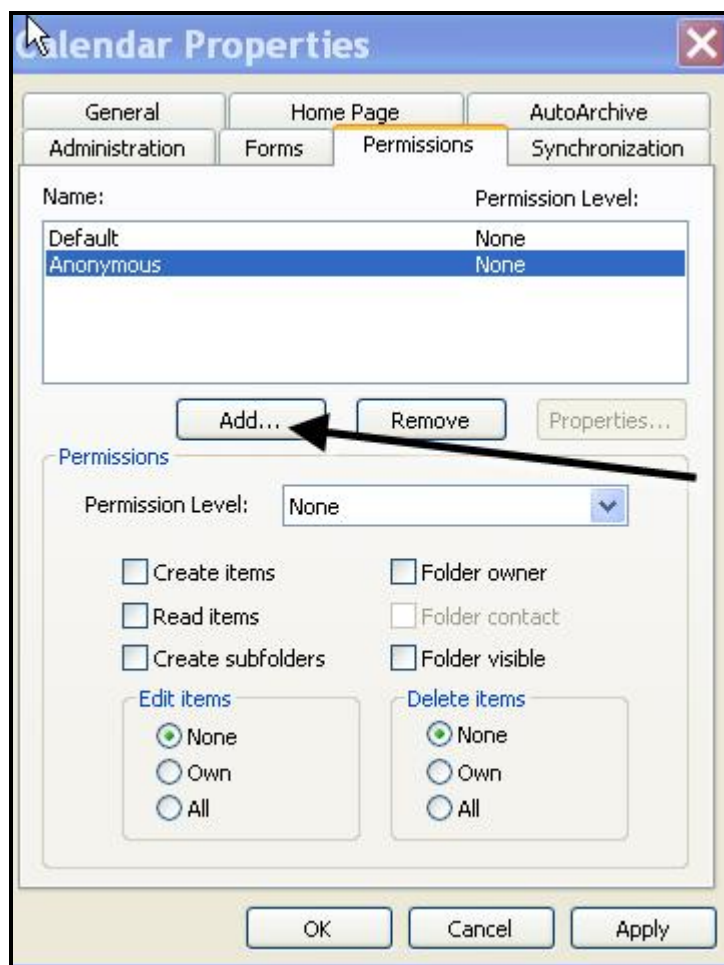 Calendar Properties
General Home Page AutoArchive
Administration Forms Permissions Synchronization
Name: Permission Level:
Default None
Anonymous None
Add... Remove Properties...
Permissions
Permission Level: None
Create items Folder owner
Read items Folder contact
Create subfolders Folder visible
Edit items Delete items
None None
Own Own
All All
OK Cancel Apply